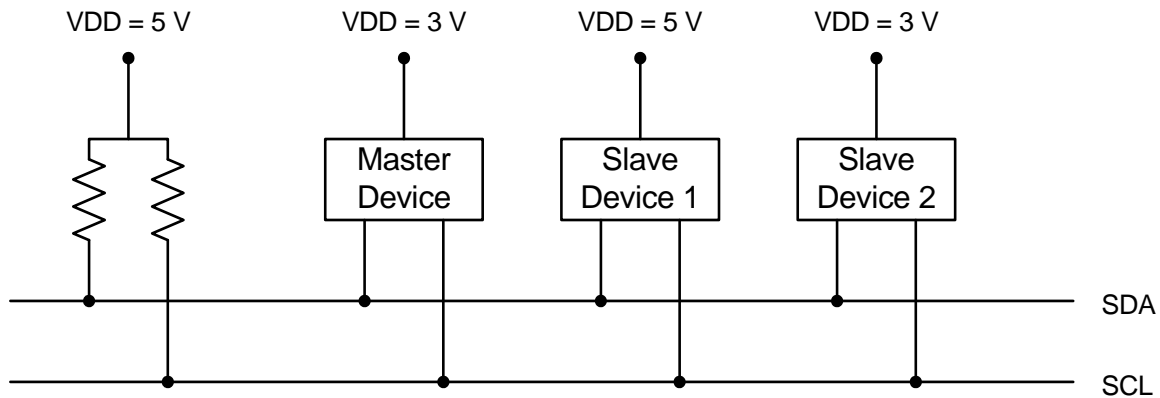 VDD = 5 V
VDD = 3 V
VDD = 5 V
VDD = 3 V
Master
Device
Slave
Device 1
Slave
Device 2
SDA
SCL